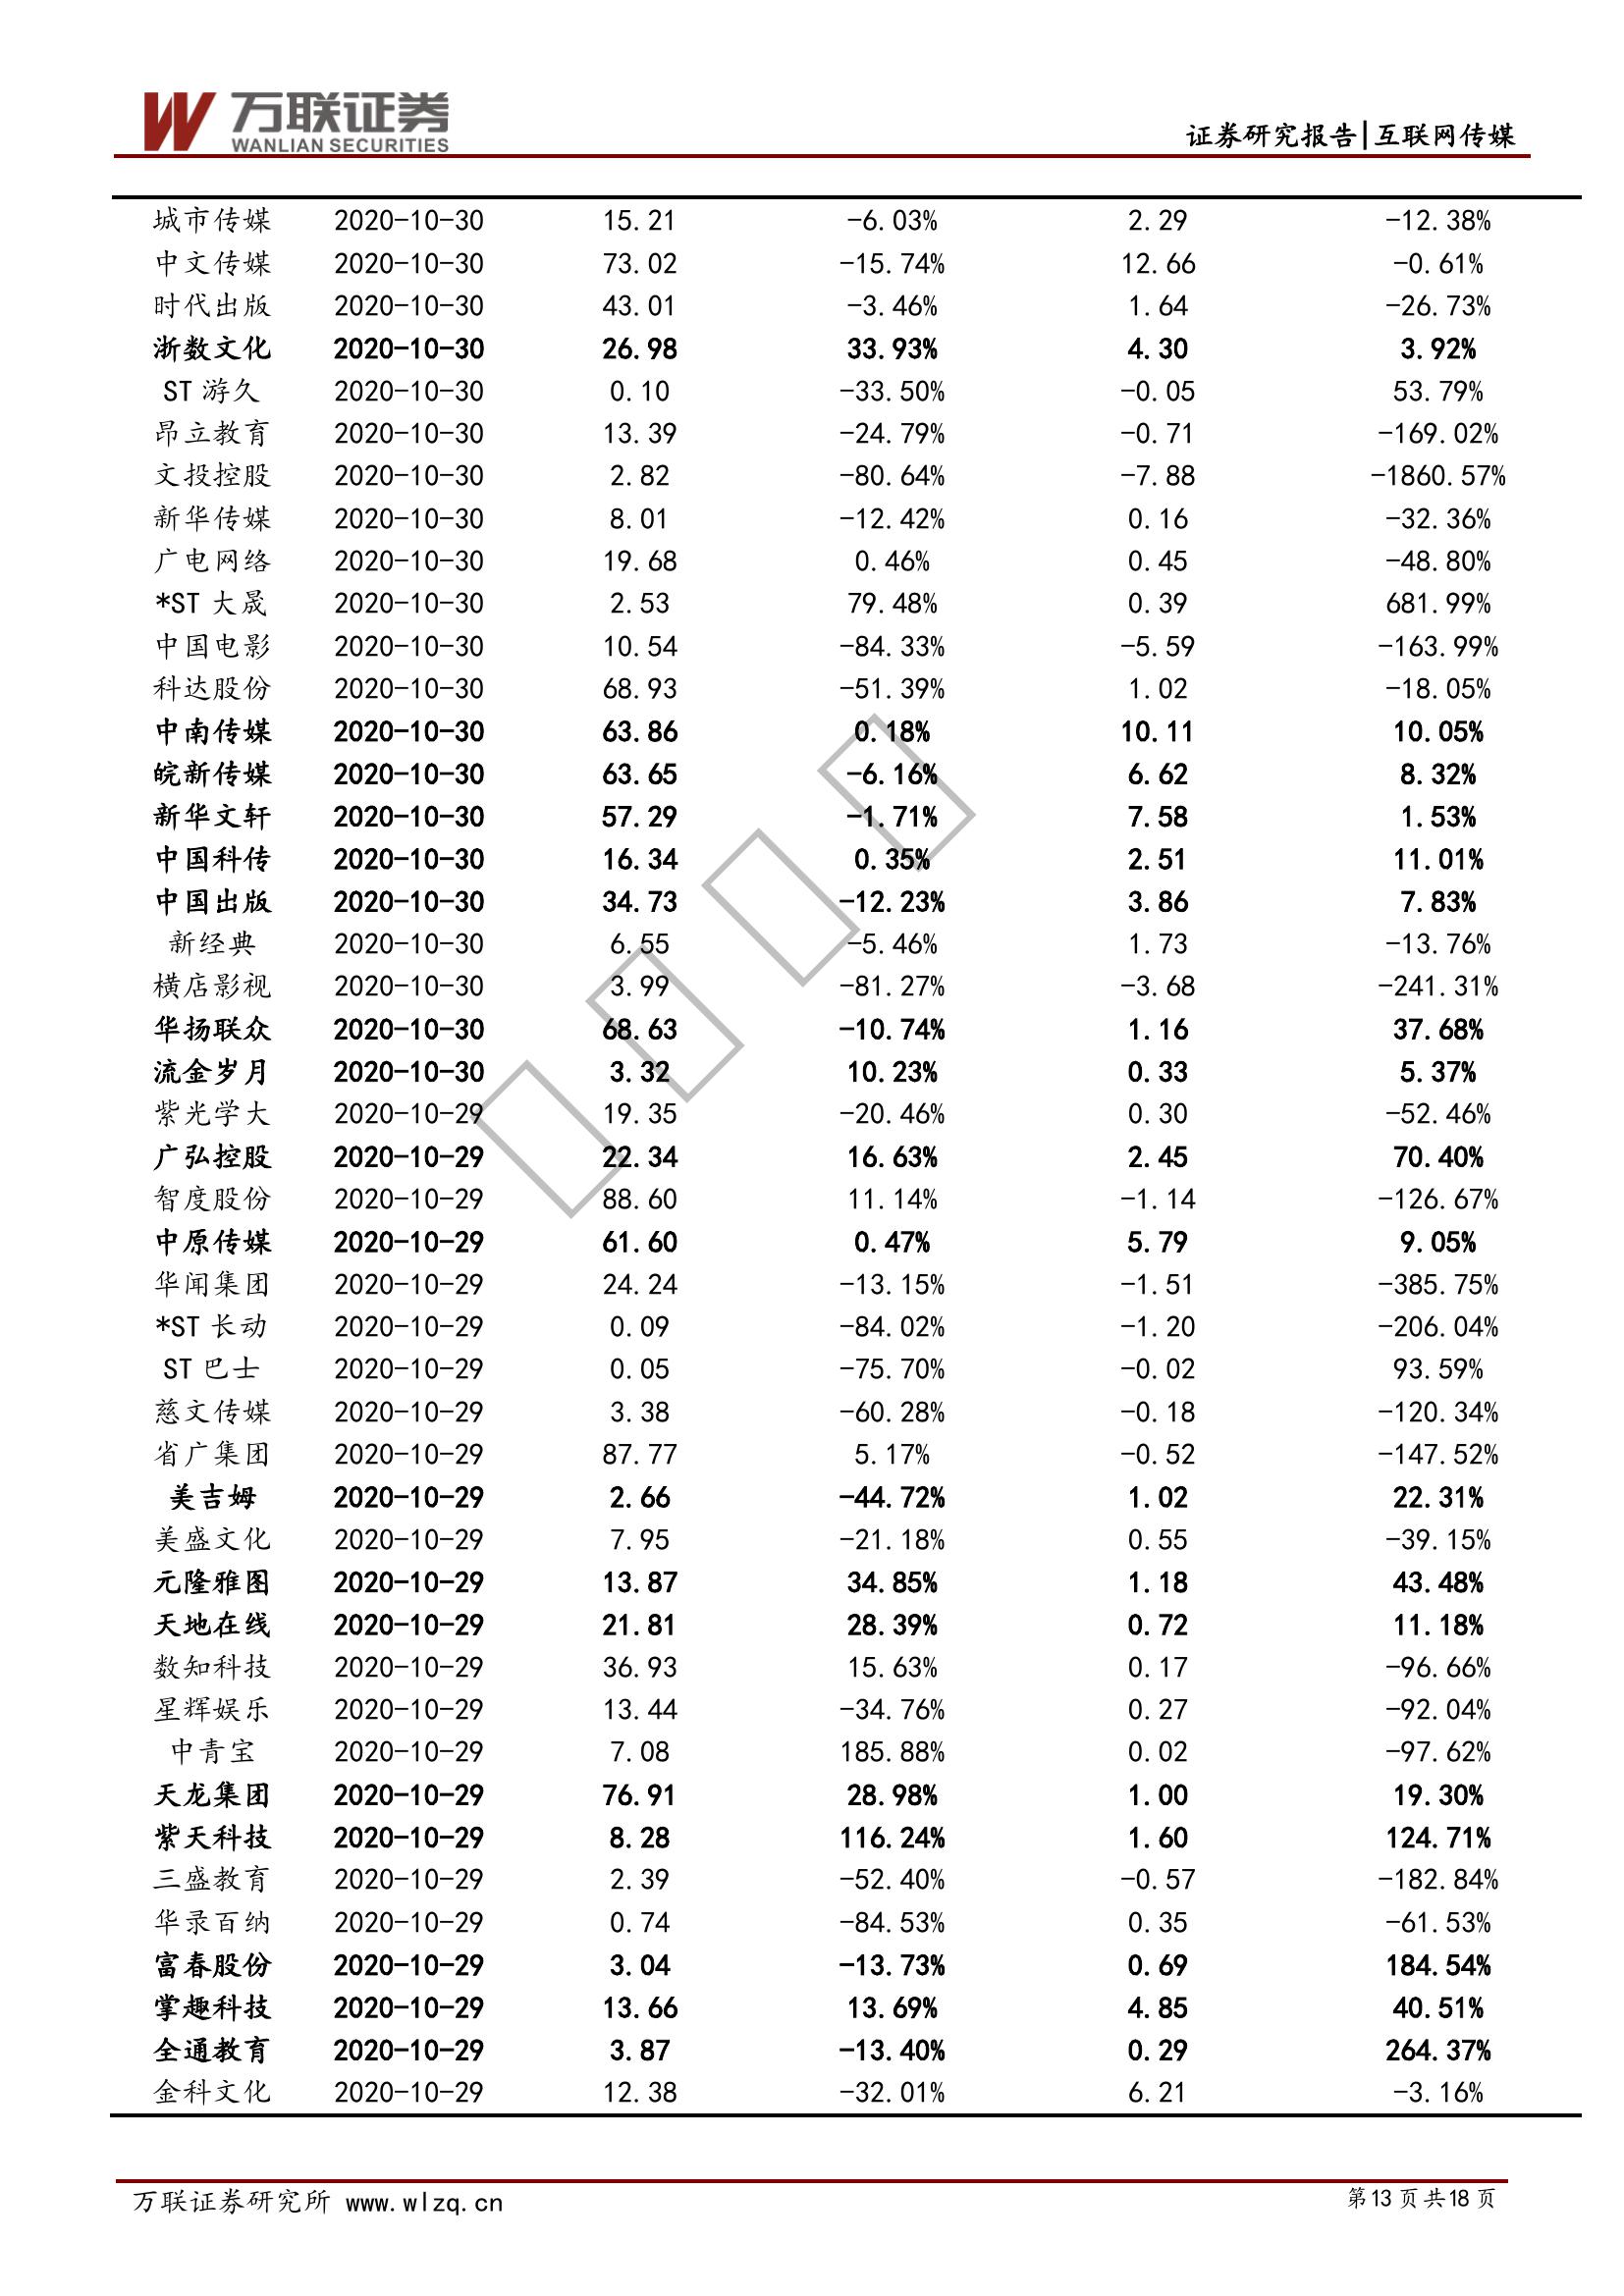 万联证券
WANLIAN SECURITIES
证券研究报告|互联网传媒
城市传媒 2020-10-30 15.21 -6.03% 2.29 -12.38%
中文传媒 2020-10-30 73.02 -15.74% 12.66 -0.61%
时代出版 2020-10-30 43.01 -3.46% 1.64 -26.73%
浙数文化 2020-10-30 26.98 33.93% 4.30 3.92%
ST 游久 2020-10-30 0.10 -33.50% -0.05 53.79%
昂立教育 2020-10-30 13.39 -24.79% -0.71 -169.02%
文投控股 2020-10-30 2.82 -80.64% -7.88 -1860.57%
新华传媒 2020-10-30 8.01 -12.42% 0.16 -32.36%
广电网络 2020-10-30 19.68 0.46% 0.45 -48.80%
*ST 大晟 2020-10-30 2.53 79.48% 0.39 681.99%
中国电影 2020-10-30 10.54 -84.33% -5.59 -163.99%
科达股份 2020-10-30 68.93 -51.39% 1.02 -18.05%
中南传媒 2020-10-30 63.86 0.18% 10.11 10.05%
皖新传媒 2020-10-30 63.65 -6.16% 6.62 8.32%
新华文轩 2020-10-30 57.29 -1.71% 7.58 1.53%
中国科传 2020-10-30 16.34 0.35% 2.51 11.01%
中国出版 2020-10-30 34.73 -12.23% 3.86 7.83%
新经典 2020-10-30 6.55 -5.46% 1.73 -13.76%
横店影视 2020-10-30 3.99 -81.27% -3.68 -241.31%
华扬联众 2020-10-30 68.63 -10.74% 1.16 37.68%
流金岁月 2020-10-30 3.32 10.23% 0.33 5.37%
紫光学大 2020-10-29 19.35 -20.46% 0.30 -52.46%
广弘控股 2020-10-29 22.34 16.63% 2.45 70.40%
智度股份 2020-10-29 88.60 11.14% -1.14 -126.67%
中原传媒 2020-10-29 61.60 0.47% 5.79 9.05%
华闻集团 2020-10-29 24.24 -13.15% -1.51 -385.75%
*ST 长动 2020-10-29 0.09 -84.02% -1.20 -206.04%
ST 巴士 2020-10-29 0.05 -75.70% -0.02 93.59%
慈文传媒 2020-10-29 3.38 -60.28% -0.18 -120.34%
省广集团 2020-10-29 87.77 5.17% -0.52 -147.52%
美吉姆 2020-10-29 2.66 -44.72% 1.02 22.31%
美盛文化 2020-10-29 7.95 -21.18% 0.55 -39.15%
元隆雅图 2020-10-29 13.87 34.85% 1.18 43.48%
天地在线 2020-10-29 21.81 28.39% 0.72 11.18%
数知科技 2020-10-29 36.93 15.63% 0.17 -96.66%
星辉娱乐 2020-10-29 13.44 -34.76% 0.27 -92.04%
中青宝 2020-10-29 7.08 185.88% 0.02 -97.62%
天龙集团 2020-10-29 76.91 28.98% 1.00 19.30%
紫天科技 2020-10-29 8.28 116.24% 1.60 124.71%
三盛教育 2020-10-29 2.39 -52.40% -0.57 -182.84%
华录百纳 2020-10-29 0.74 -84.53% 0.35 -61.53%
富春股份 2020-10-29 3.04 -13.73% 0.69 184.54%
掌趣科技 2020-10-29 13.66 13.69% 4.85 40.51%
全通教育 2020-10-29 3.87 -13.40% 0.29 264.37%
金科文化 2020-10-29 12.38 -32.01% 6.21 -3.16%
万联证券研究所 www.wlzq.cn
第13 页 共18 页